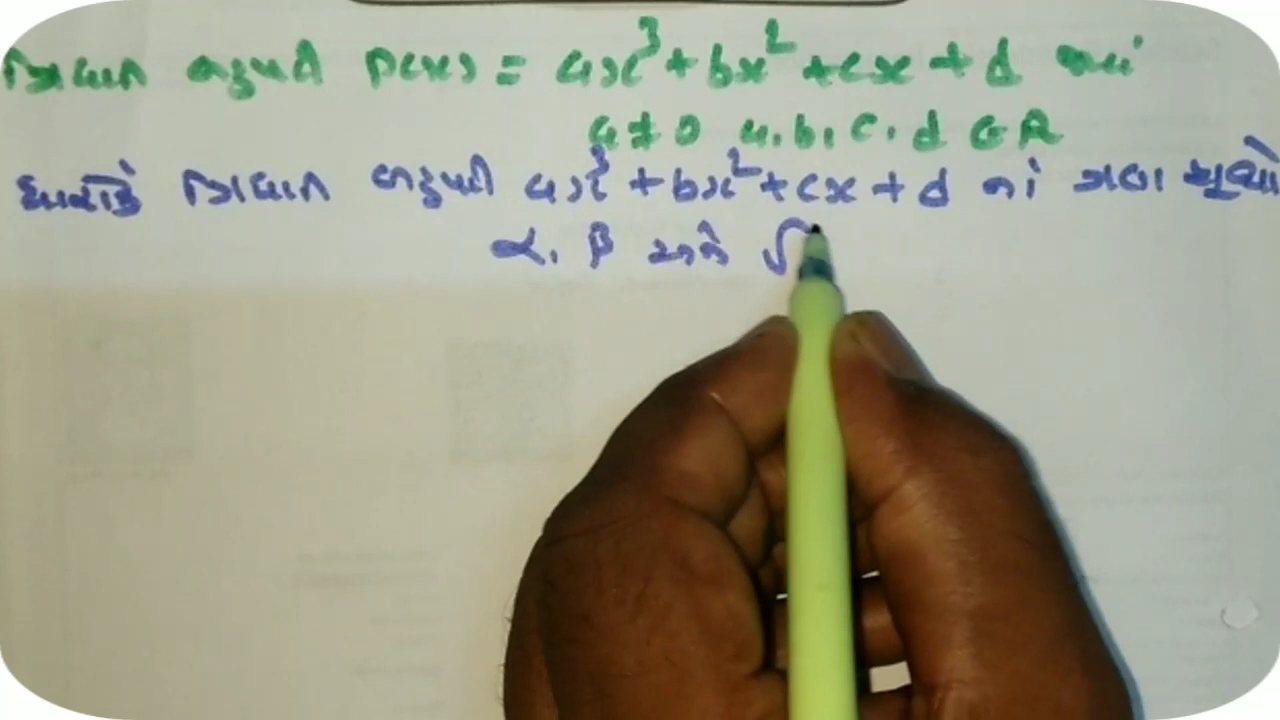 ત્રિઘાત બહુપદી P(x) = ax³ + bx² + cx + d જ્યાં
a ≠ 0 a, b, c, d ∈ R
ધારોકે ત્રિઘાત બહુપદી ax³ + bx² + cx + d નાં ત્રણ શૂન્યો
α, β અને